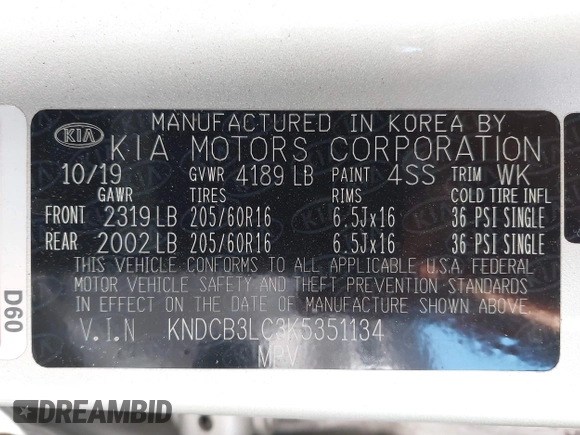 MANUFACTURED IN KOREA BY
KIA KIA MOTORS CORPORATION
10/19 GVWR 4189 LB PAINT 4SS TRIM WK
GAWR TIRES RIMS COLD TIRE INFL
FRONT 2319 LB 205/60R16 6.5Jx16 36 PSI SINGLE
REAR 2002 LB 205/60R16 6.5Jx16 36 PSI SINGLE
THIS VEHICLE CONFORMS TO ALL APPLICABLE U.S.A. FEDERAL
MOTOR VEHICLE SAFETY AND THEFT PREVENTION STANDARDS
IN EFFECT ON THE DATE OF MANUFACTURE SHOWN ABOVE.
V.I.N KNDCB3LC3K5351134
MPV
D60
DREAMBID